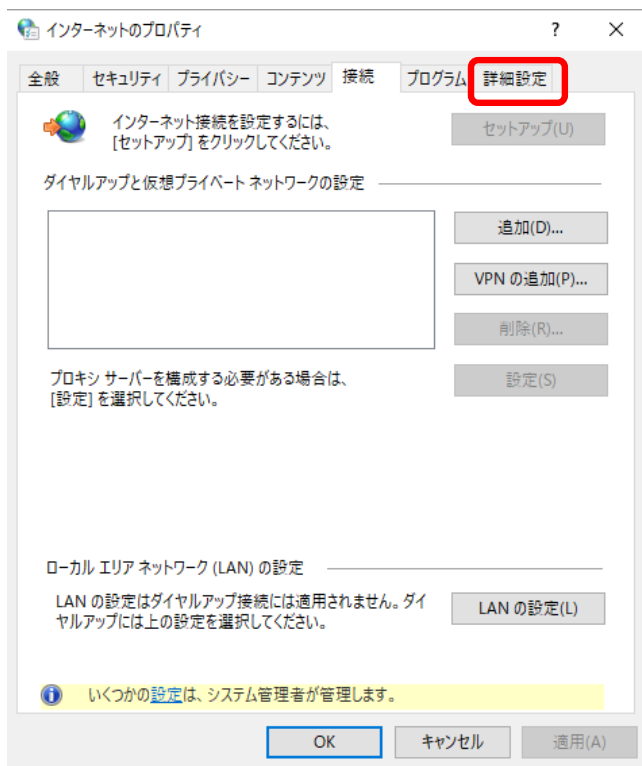 インターネットのプロパティ
?
全般 セキュリティ プライバシー コンテンツ 接続 プログラム 詳細設定
インターネット接続を設定するには、
[セットアップ] をクリックしてください。
セットアップ(U)
ダイヤルアップと仮想プライベート ネットワークの設定
追加(D)...
VPN の追加(P)...
削除(R)...
プロキシ サーバーを構成する必要がある場合は、
[設定] を選択してください。
設定(S)
ローカル エリア ネットワーク (LAN) の設定
LAN の設定はダイヤルアップ接続には適用されません。ダイ
ヤルアップには上の設定を選択してください。
LAN の設定(L)
いくつかの設定は、システム管理者が管理します。
OK キャンセル 適用(A)